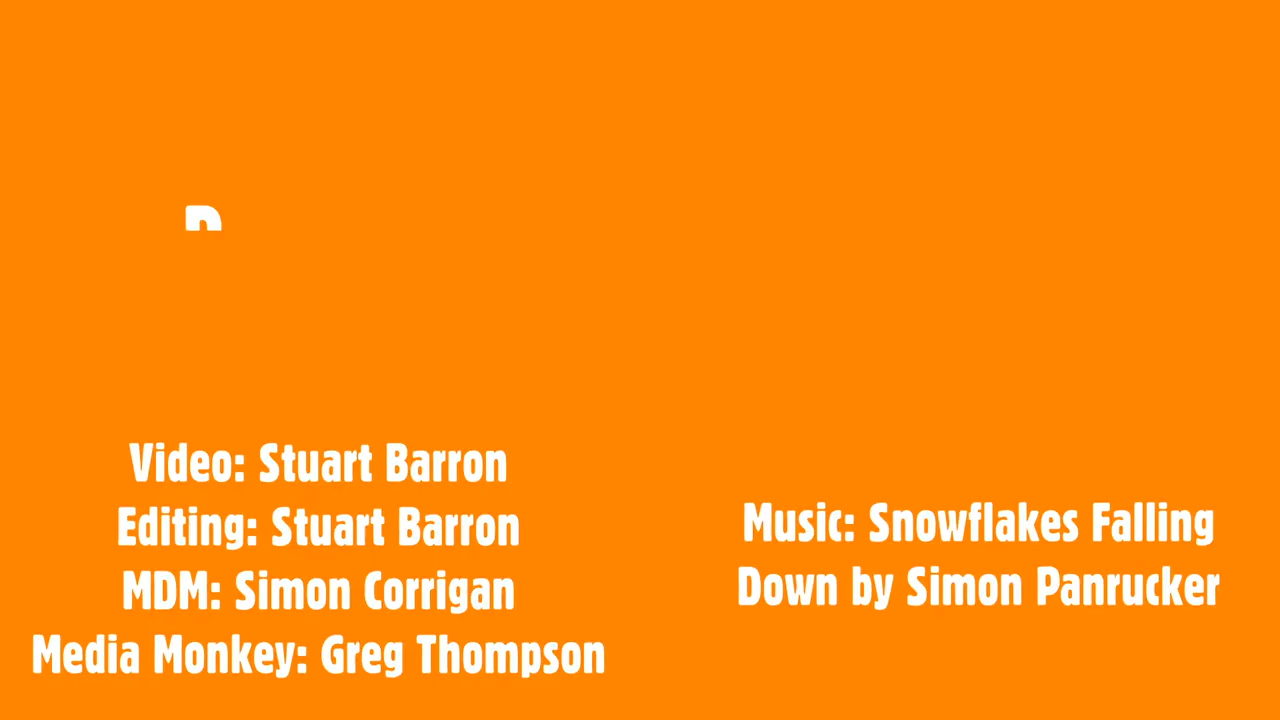 Video: Stuart Barron
Editing: Stuart Barron
MDM: Simon Corrigan
Media Monkey: Greg Thompson
Music: Snowflakes Falling
Down by Simon Panrucker